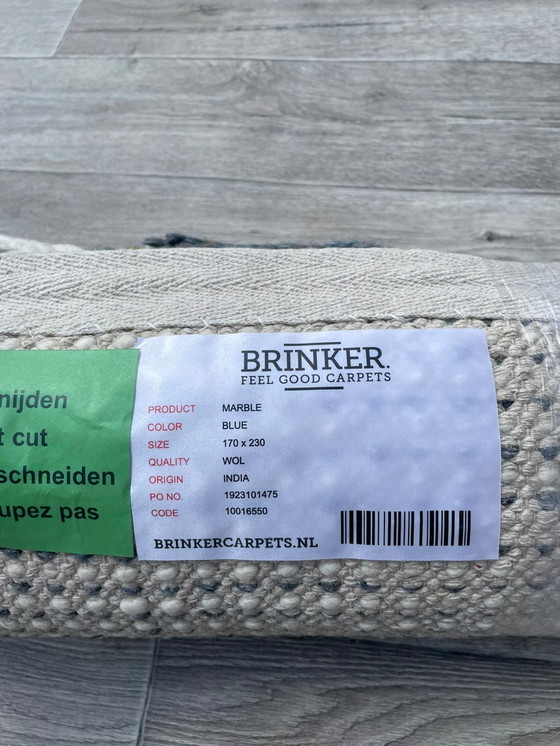 nijden
t cut
schneiden
upez pas
BRINKER.
FEEL GOOD CARPETS
PRODUCT MARBLE
COLOR BLUE
SIZE 170 x 230
QUALITY WOL
ORIGIN INDIA
PO NO. 1923101475
CODE 10016550
BRINKERCARPETS.NL